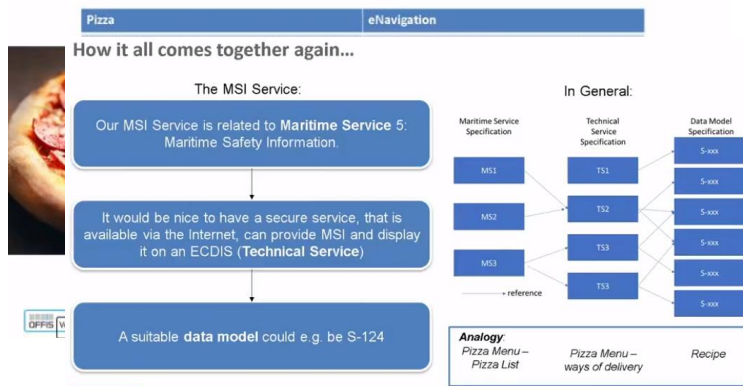 Pizza
eNavigation
How it all comes together again...
The MSI Service:
Our MSI Service is related to Maritime Service 5:
Maritime Safety Information.
It would be nice to have a secure service, that is
available via the Internet, can provide MSI and display
it on an ECDIS (Technical Service)
A suitable data model could e.g. be S-124
In General:
Maritime Service
Specification
Technical
Service
Specification
Data Model
Specification
MS1
MS2
MS3
TS1
TS2
TS3
TS3
S-xxx
S-xxx
S-xxx
S-xxx
S-xxx
S-xxx
reference
Analogy:
Pizza Menu –
Pizza List
Pizza Menu –
ways of delivery
Recipe
OFFIS